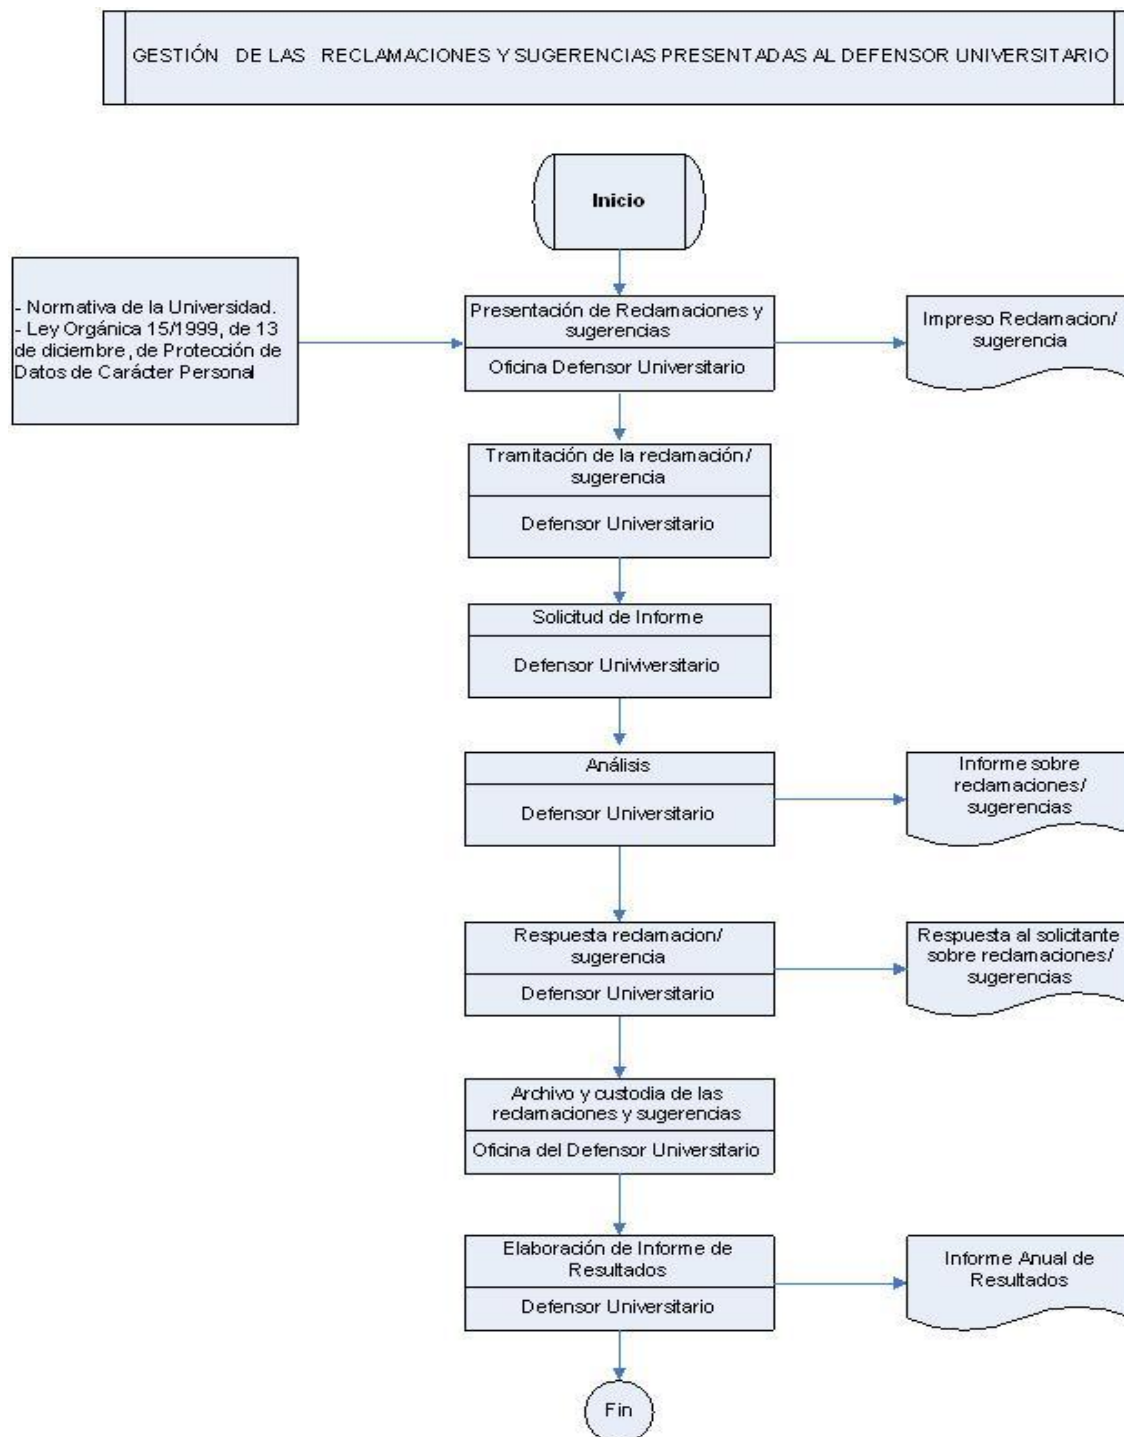 GESTIÓN DE LAS RECLAMACIONES Y SUGERENCIAS PRESENTADAS AL DEFENSOR UNIVERSITARIO
Inicio
- Normativa de la Universidad.
- Ley Orgánica 15/1999, de 13
de diciembre, de Protección de
Datos de Carácter Personal
Presentación de Reclamaciones y
sugerencias
Oficina Defensor Universitario
Impreso Reclamacion/
sugerencia
Tramitación de la reclamación/
sugerencia
Defensor Universitario
Solicitud de Informe
Defensor Univiversitario
Análisis
Defensor Universitario
Informe sobre
reclamaciones/
sugerencias
Respuesta reclamacion/
sugerencia
Defensor Universitario
Respuesta al solicitante
sobre reclamaciones/
sugerencias
Archivo y custodia de las
reclamaciones y sugerencias
Oficina del Defensor Universitario
Elaboración de Informe de
Resultados
Defensor Universitario
Informe Anual de
Resultados
Fin